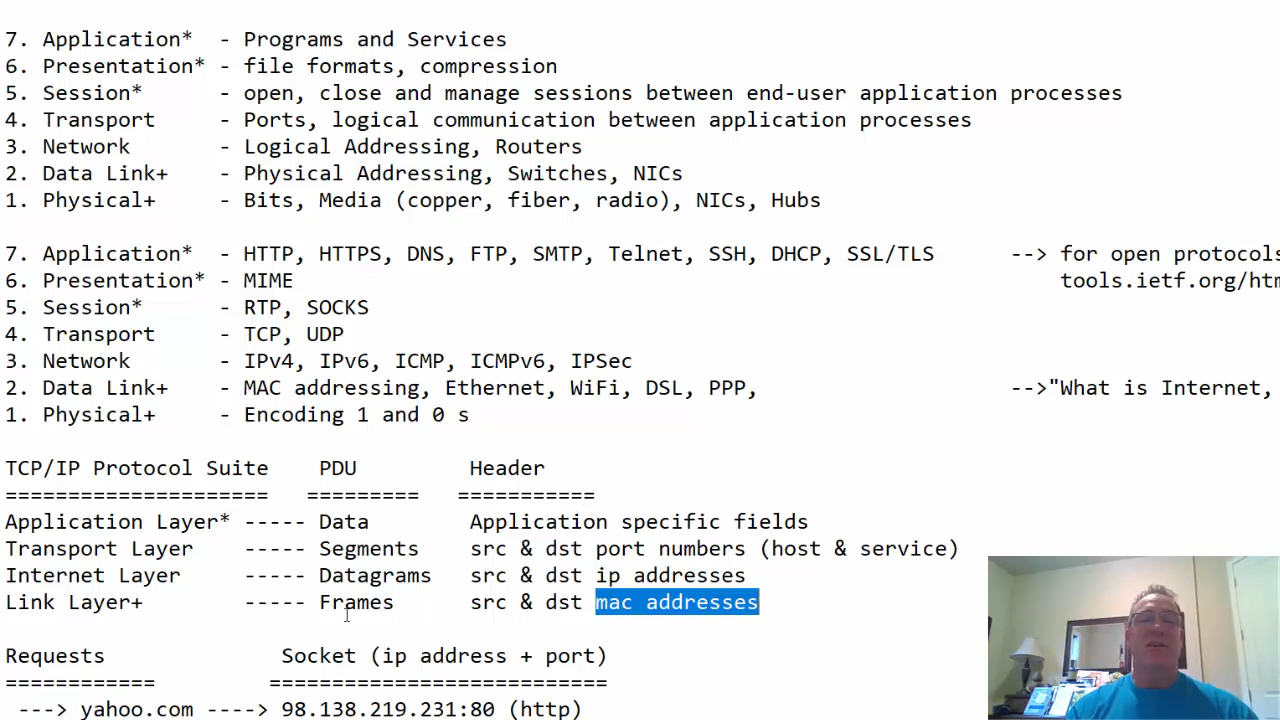 7. Application* - Programs and Services
6. Presentation* - file formats, compression
5. Session* - open, close and manage sessions between end-user application processes
4. Transport - Ports, logical communication between application processes
3. Network - Logical Addressing, Routers
2. Data Link+ - Physical Addressing, Switches, NICs
1. Physical+ - Bits, Media (copper, fiber, radio), NICs, Hubs
7. Application* - HTTP, HTTPS, DNS, FTP, SMTP, Telnet, SSH, DHCP, SSL/TLS --> for open protocols
6. Presentation* - MIME tools.ietf.org/htm
5. Session* - RTP, SOCKS
4. Transport - TCP, UDP
3. Network - IPv4, IPv6, ICMP, ICMPv6, IPSec
2. Data Link+ - MAC addressing, Ethernet, WiFi, DSL, PPP, -->"What is Internet,
1. Physical+ - Encoding 1 and 0 s
TCP/IP Protocol Suite PDU Header
===================== ========= ===========
Application Layer* ----- Data Application specific fields
Transport Layer ----- Segments src & dst port numbers (host & service)
Internet Layer ----- Datagrams src & dst ip addresses
Link Layer+ ----- Frames src & dst mac addresses
Requests Socket (ip address + port)
============ ===========================
---> yahoo.com ----> 98.138.219.231:80 (http)